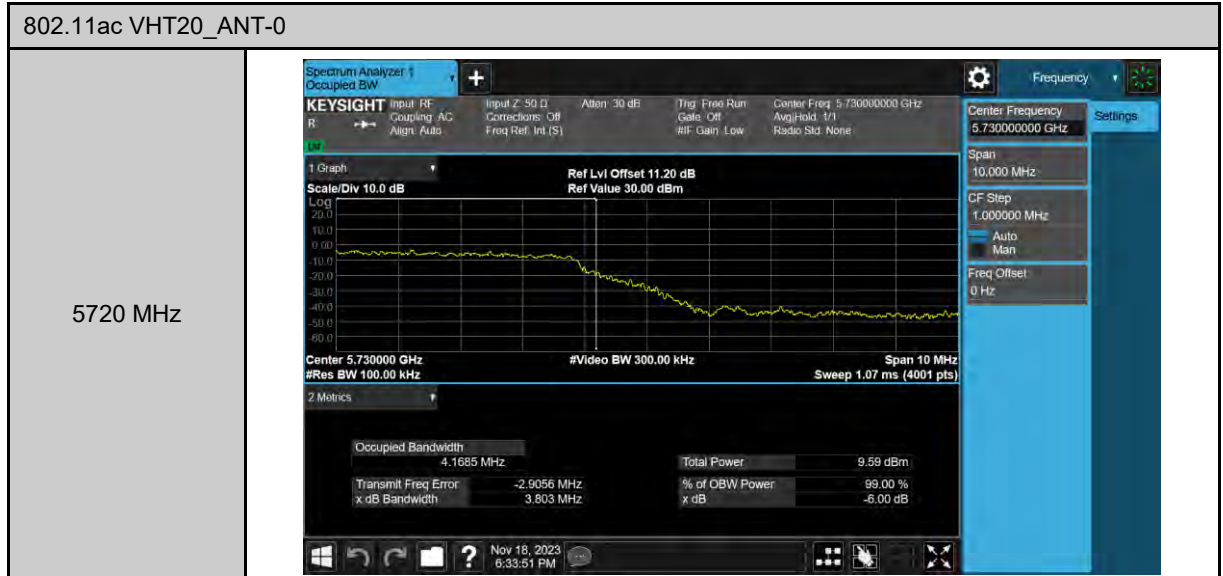 802.11ac VHT20_ANT-0
5720 MHz
Spectrum Analyzer 1
Occupied BW
+
Frequency
KEYSIGHT
R
Input: RF
Coupling: AC
Align: Auto
Input Z: 50 Ω
Corrections: Off
Freq Ref: Int (S)
Atten: 30 dB
Trig: Free Run
Gate: Off
#IF Gain: Low
Center Freq: 5.730000000 GHz
Avg|Hold: 1/1
Radio Std: None
Center Frequency
5.730000000 GHz
Settings
Span
10.000 MHz
CF Step
1.000000 MHz
Auto
Man
Freq Offset
0 Hz
1 Graph
Scale/Div 10.0 dB
Ref Lvl Offset 11.20 dB
Ref Value 30.00 dBm
Log
20.0
10.0
0.00
-10.0
-20.0
-30.0
-40.0
-50.0
-60.0
Center 5.730000 GHz
#Video BW 300.00 kHz
Span 10 MHz
#Res BW 100.00 kHz
Sweep 1.07 ms (4001 pts)
2 Metrics
Occupied Bandwidth
4.1685 MHz
Total Power 9.59 dBm
Transmit Freq Error -2.9056 MHz
% of OBW Power 99.00 %
x dB Bandwidth 3.803 MHz
x dB -6.00 dB
?
Nov 18, 2023
6:33:51 PM